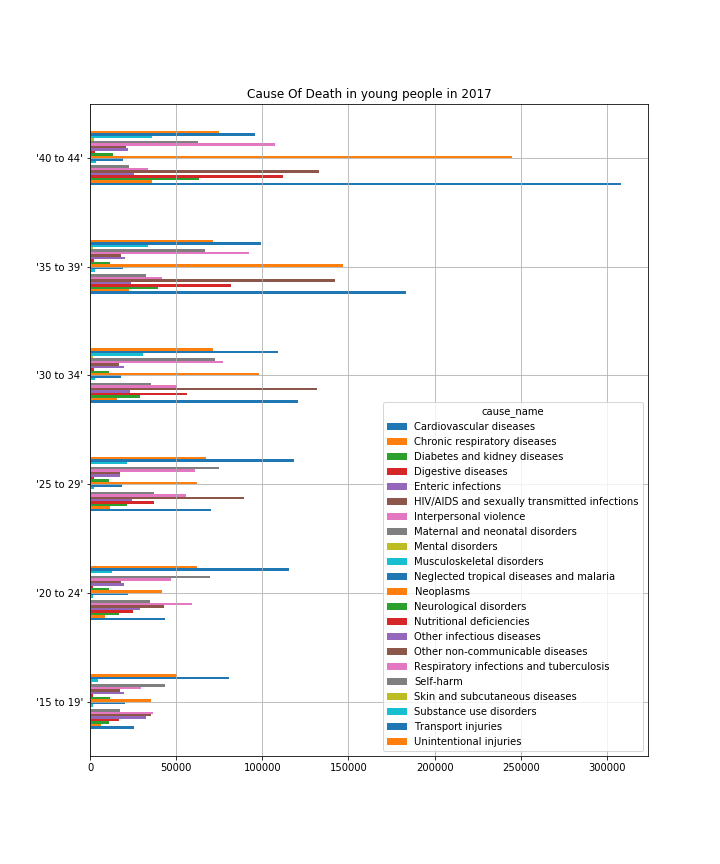 Cause Of Death in young people in 2017
'40 to 44'
'35 to 39'
'30 to 34'
'25 to 29'
'20 to 24'
'15 to 19'
cause_name
Cardiovascular diseases
Chronic respiratory diseases
Diabetes and kidney diseases
Digestive diseases
Enteric infections
HIV/AIDS and sexually transmitted infections
Interpersonal violence
Maternal and neonatal disorders
Mental disorders
Musculoskeletal disorders
Neglected tropical diseases and malaria
Neoplasms
Neurological disorders
Nutritional deficiencies
Other infectious diseases
Other non-communicable diseases
Respiratory infections and tuberculosis
Self-harm
Skin and subcutaneous diseases
Substance use disorders
Transport injuries
Unintentional injuries
0 50000 100000 150000 200000 250000 300000